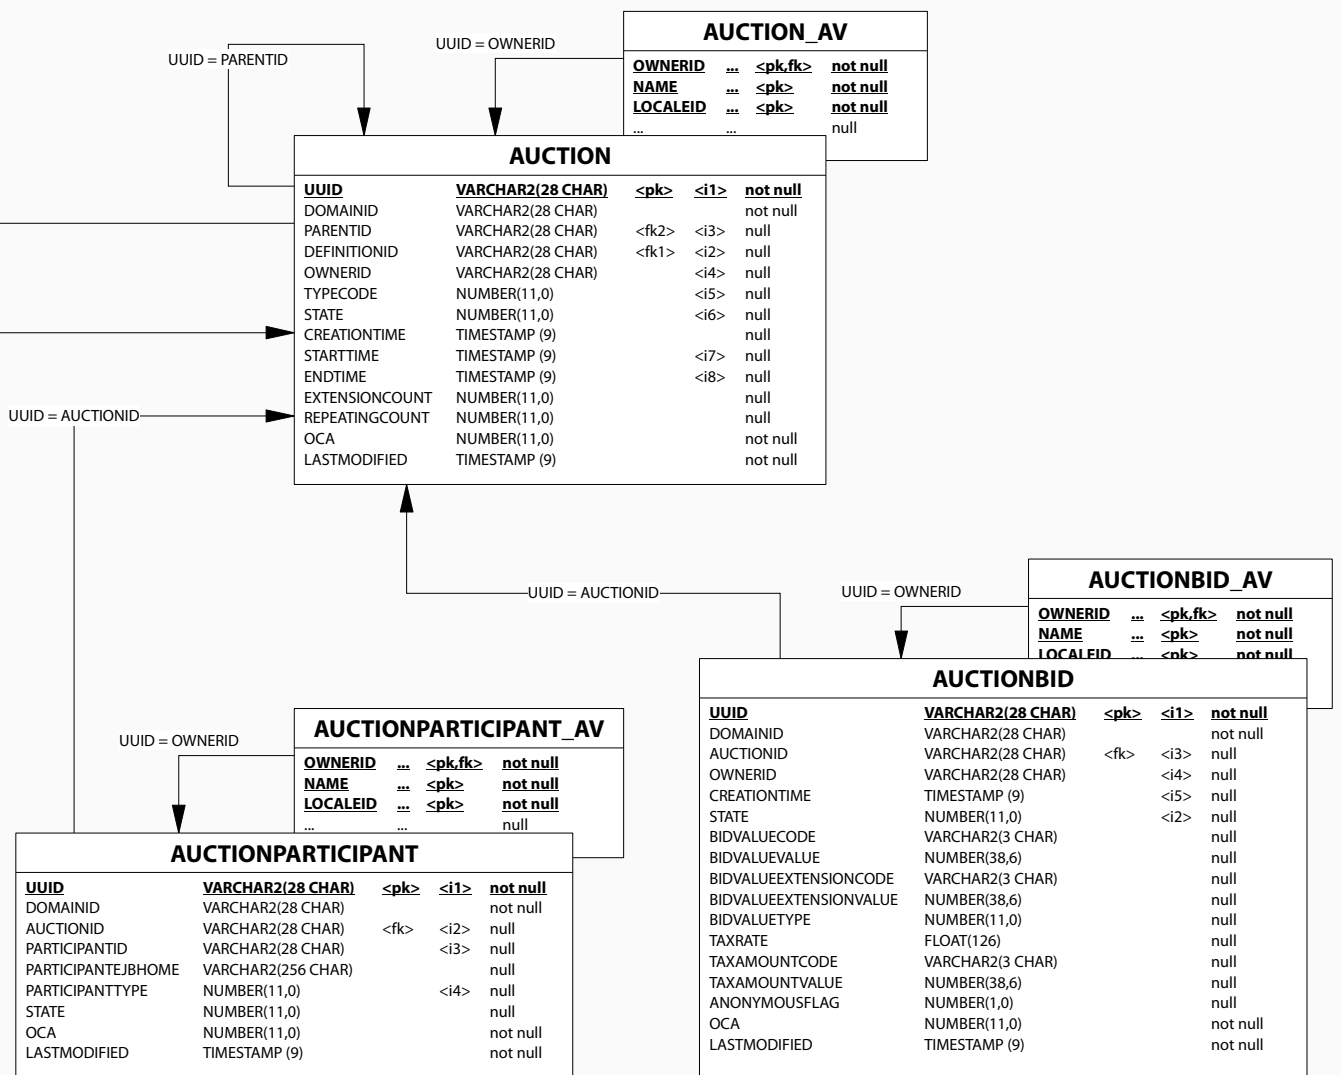 AUCTION_AV
UUID = OWNERID
UUID = PARENTID
OWNERID ... <pk,fk> not null
NAME ... <pk> not null
LOCALEID ... <pk> not null
... ... null
AUCTION
UUID VARCHAR2(28 CHAR) <pk> <i1> not null
DOMAINID VARCHAR2(28 CHAR) not null
PARENTID VARCHAR2(28 CHAR) <fk2> <i3> null
DEFINITIONID VARCHAR2(28 CHAR) <fk1> <i2> null
OWNERID VARCHAR2(28 CHAR) <i4> null
TYPECODE NUMBER(11,0) <i5> null
STATE NUMBER(11,0) <i6> null
CREATIONTIME TIMESTAMP (9) null
STARTTIME TIMESTAMP (9) <i7> null
ENDTIME TIMESTAMP (9) <i8> null
EXTENSIONCOUNT NUMBER(11,0) null
REPEATINGCOUNT NUMBER(11,0) null
OCA NUMBER(11,0) not null
LASTMODIFIED TIMESTAMP (9) not null
UUID = AUCTIONID
UUID = AUCTIONID
UUID = OWNERID
AUCTIONBID_AV
OWNERID ... <pk,fk> not null
NAME ... <pk> not null
LOCALEID ... <pk> not null
AUCTIONBID
UUID VARCHAR2(28 CHAR) <pk> <i1> not null
DOMAINID VARCHAR2(28 CHAR) not null
AUCTIONID VARCHAR2(28 CHAR) <fk> <i3> null
OWNERID VARCHAR2(28 CHAR) <i4> null
CREATIONTIME TIMESTAMP (9) <i5> null
STATE NUMBER(11,0) <i2> null
BIDVALUECODE VARCHAR2(3 CHAR) null
BIDVALUEVALUE NUMBER(38,6) null
BIDVALUEEXTENSIONCODE VARCHAR2(3 CHAR) null
BIDVALUEEXTENSIONVALUE NUMBER(38,6) null
BIDVALUETYPE NUMBER(11,0) null
TAXRATE FLOAT(126) null
TAXAMOUNTCODE VARCHAR2(3 CHAR) null
TAXAMOUNTVALUE NUMBER(38,6) null
ANONYMOUSFLAG NUMBER(1,0) null
OCA NUMBER(11,0) not null
LASTMODIFIED TIMESTAMP (9) not null
UUID = OWNERID
AUCTIONPARTICIPANT_AV
OWNERID ... <pk,fk> not null
NAME ... <pk> not null
LOCALEID ... <pk> not null
... ... null
AUCTIONPARTICIPANT
UUID VARCHAR2(28 CHAR) <pk> <i1> not null
DOMAINID VARCHAR2(28 CHAR) not null
AUCTIONID VARCHAR2(28 CHAR) <fk> <i2> null
PARTICIPANTID VARCHAR2(28 CHAR) <i3> null
PARTICIPANTEJBHOME VARCHAR2(256 CHAR) null
PARTICIPANTTYPE NUMBER(11,0) <i4> null
STATE NUMBER(11,0) null
OCA NUMBER(11,0) not null
LASTMODIFIED TIMESTAMP (9) not null